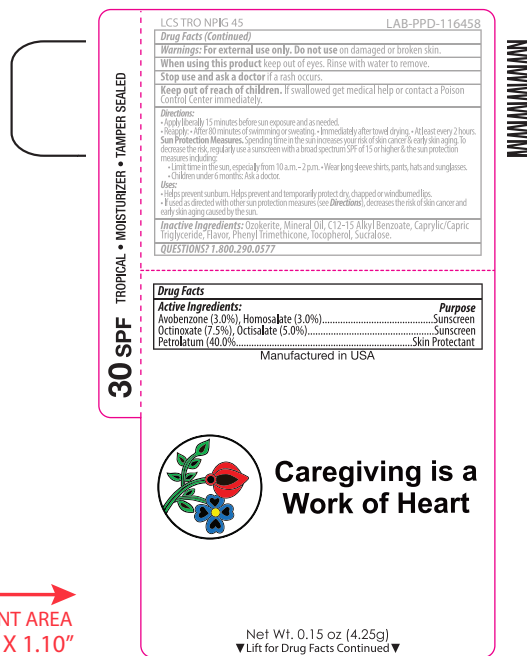 LCS TRO NPIG 45 LAB-PPD-116458
Drug Facts (Continued)
Warnings: For external use only. Do not use on damaged or broken skin.
When using this product keep out of eyes. Rinse with water to remove.
Stop use and ask a doctor if a rash occurs.
Keep out of reach of children. If swallowed get medical help or contact a Poison
Control Center immediately.
Directions:
• Apply liberally 15 minutes before sun exposure and as needed.
• Reapply: • After 80 minutes of swimming or sweating. • Immediately after towel drying. • At least every 2 hours.
Sun Protection Measures. Spending time in the sun increases your risk of skin cancer & early skin aging. To
decrease the risk, regularly use a sunscreen with a broad spectrum SPF of 15 or higher & the sun protection
measures including:
• Limit time in the sun, especially from 10 a.m. – 2 p.m. • Wear long sleeve shirts, pants, hats and sunglasses.
• Children under 6 months: Ask a doctor.
Uses:
• Helps prevent sunburn. Helps prevent and temporarily protect dry, chapped or windburned lips.
• If used as directed with other sun protection measures (see Directions), decreases the risk of skin cancer and
early skin aging caused by the sun.
Inactive Ingredients: Ozokerite, Mineral Oil, C12-15 Alkyl Benzoate, Caprylic/Capric
Triglyceride, Flavor, Phenyl Trimethicone, Tocopherol, Sucralose.
QUESTIONS? 1.800.290.0577
30 SPF TROPICAL • MOISTURIZER • TAMPER SEALED
Drug Facts
Active Ingredients: Purpose
Avobenzone (3.0%), Homosalate (3.0%)..........................................Sunscreen
Octinoxate (7.5%), Octisalate (5.0%)................................................Sunscreen
Petrolatum (40.0%...................................................................Skin Protectant
Manufactured in USA
Caregiving is a
Work of Heart
NT AREA
X 1.10"
Net Wt. 0.15 oz (4.25g)
▼Lift for Drug Facts Continued▼